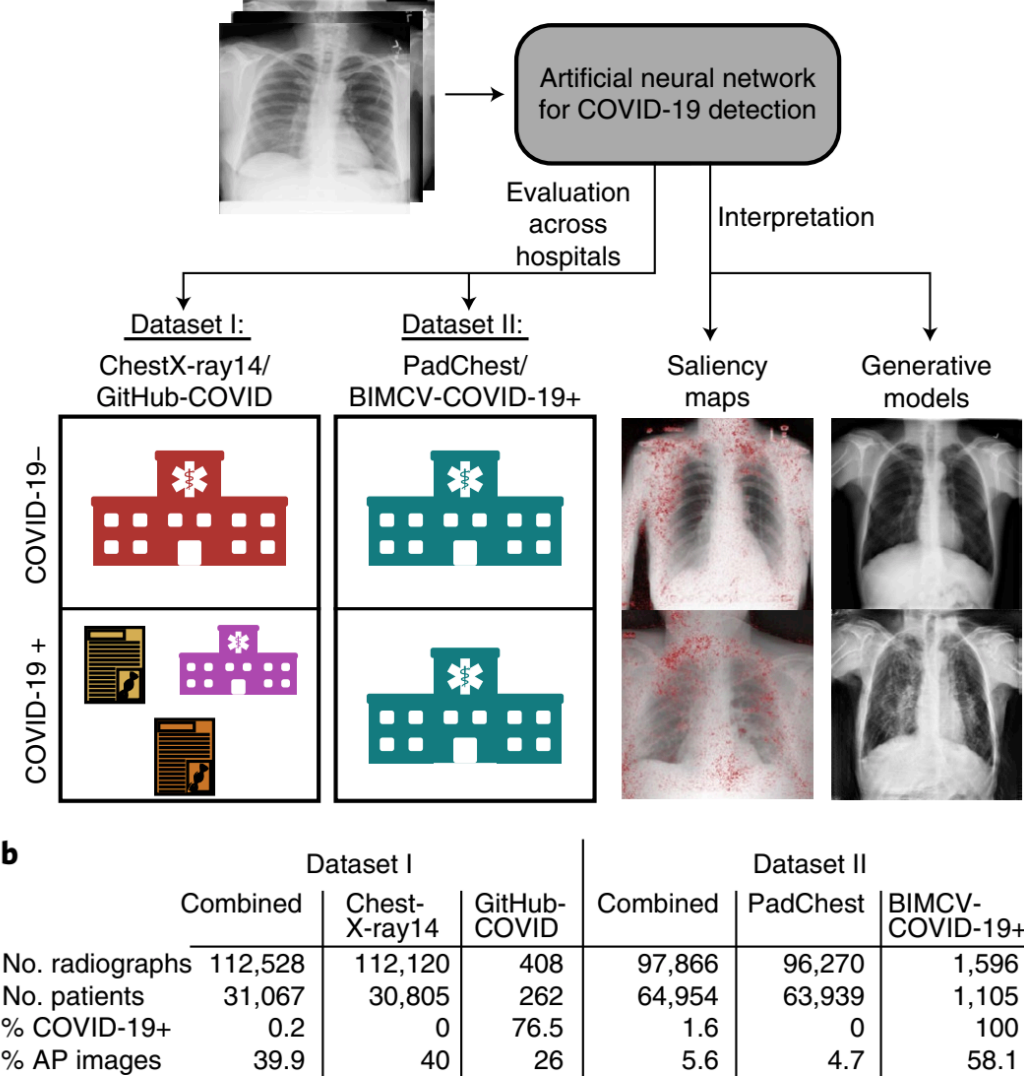 Artificial neural network
for COVID-19 detection
Evaluation
across
hospitals
Interpretation
Dataset I:
ChestX-ray14/
GitHub-COVID
Dataset II:
PadChest/
BIMCV-COVID-19+
Saliency
maps
Generative
models
COVID-19–
COVID-19 +
b
Dataset I Dataset II
Combined Chest-X-ray14 GitHub-COVID Combined PadChest BIMCV-COVID-19+
No. radiographs 112,528 112,120 408 97,866 96,270 1,596
No. patients 31,067 30,805 262 64,954 63,939 1,105
% COVID-19+ 0.2 0 76.5 1.6 0 100
% AP images 39.9 40 26 5.6 4.7 58.1